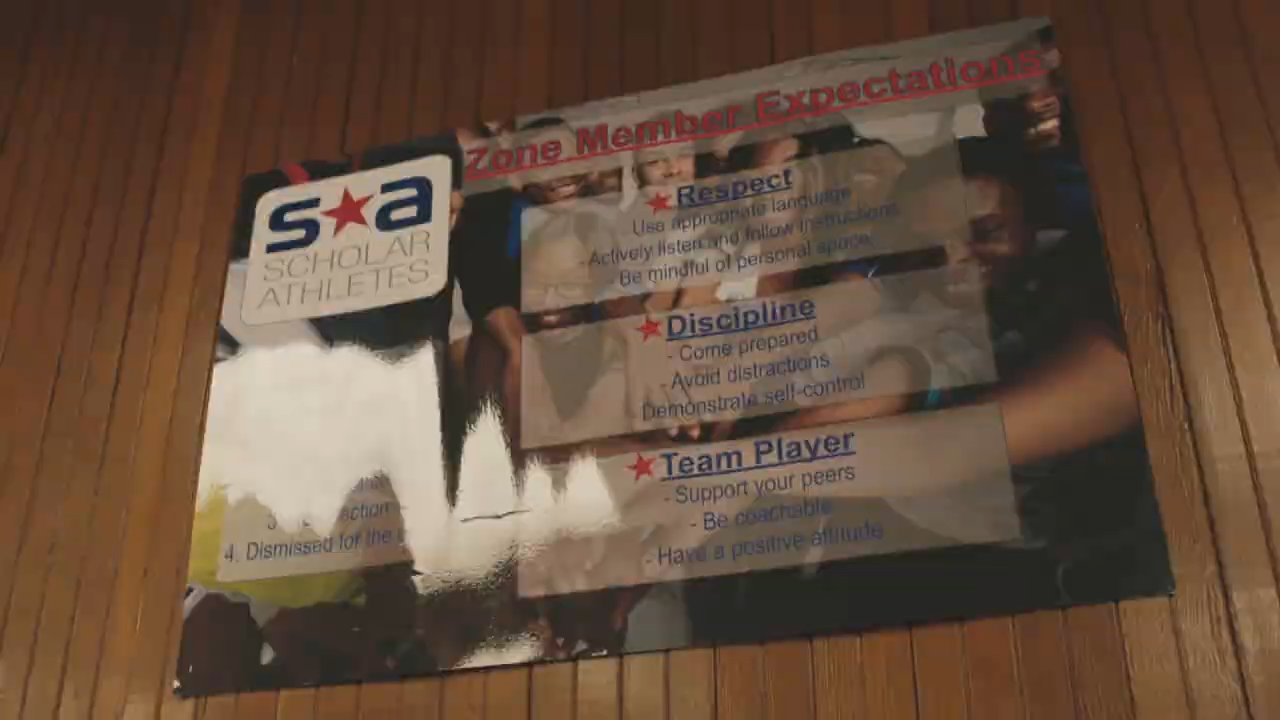 Zone Member Expectations
s★a
SCHOLAR
ATHLETES
Respect
Use appropriate language
- Actively listen and follow instructions
- Be mindful of personal space
Discipline
- Come prepared
- Avoid distractions
Demonstrate self-control
Team Player
- Support your peers
- Be coachable
- Have a positive attitude
3
4. Dismissed for the